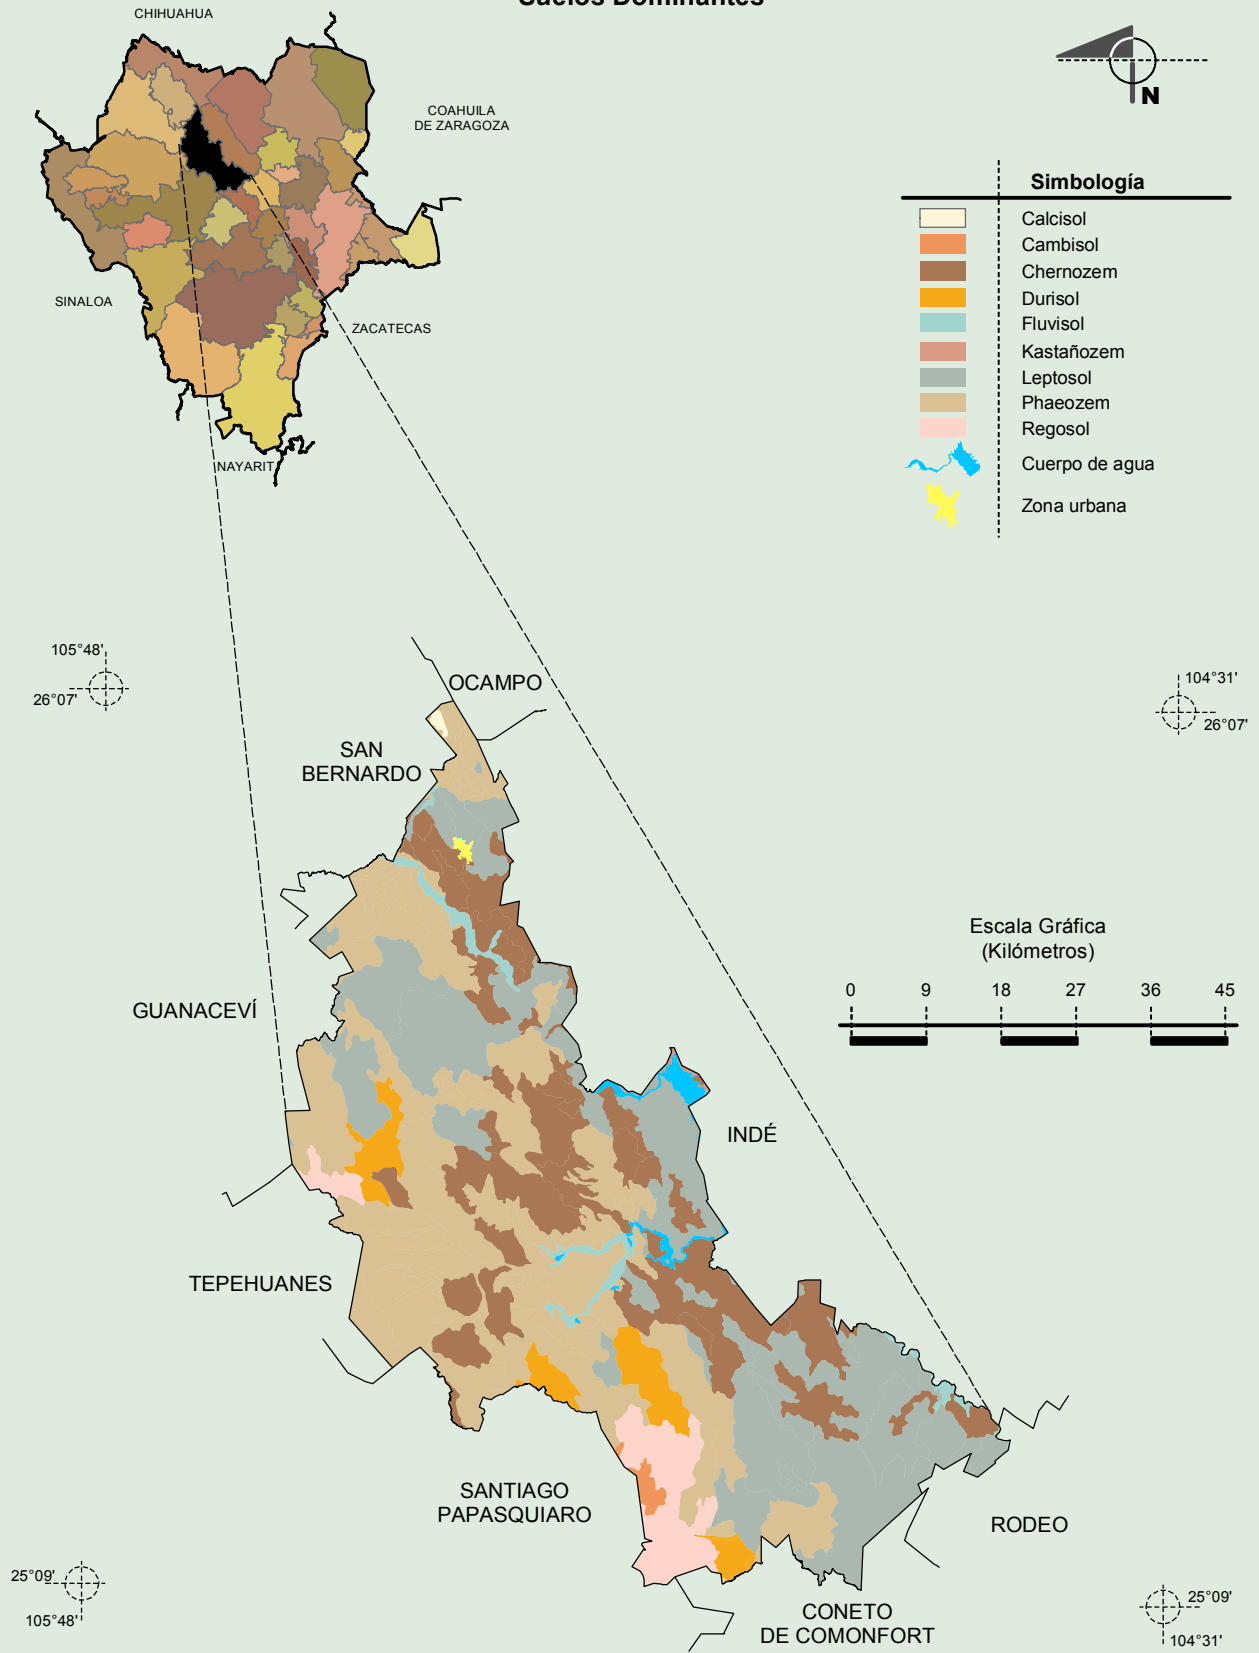 Suelos Dominantes
CHIHUAHUA
COAHUILA
DE ZARAGOZA
SINALOA
ZACATECAS
NAYARIT
N
Simbología
Calcisol
Cambisol
Chernozem
Durisol
Fluvisol
Kastañozem
Leptosol
Phaeozem
Regosol
Cuerpo de agua
Zona urbana
105°48'
26°07'
104°31'
26°07'
OCAMPO
SAN
BERNARDO
GUANACEVÍ
INDÉ
TEPEHUANES
SANTIAGO
PAPASQUIARO
RODEO
CONETO
DE COMONFORT
Escala Gráfica
(Kilómetros)
0 9 18 27 36 45
25°09'
105°48'
25°09'
104°31'